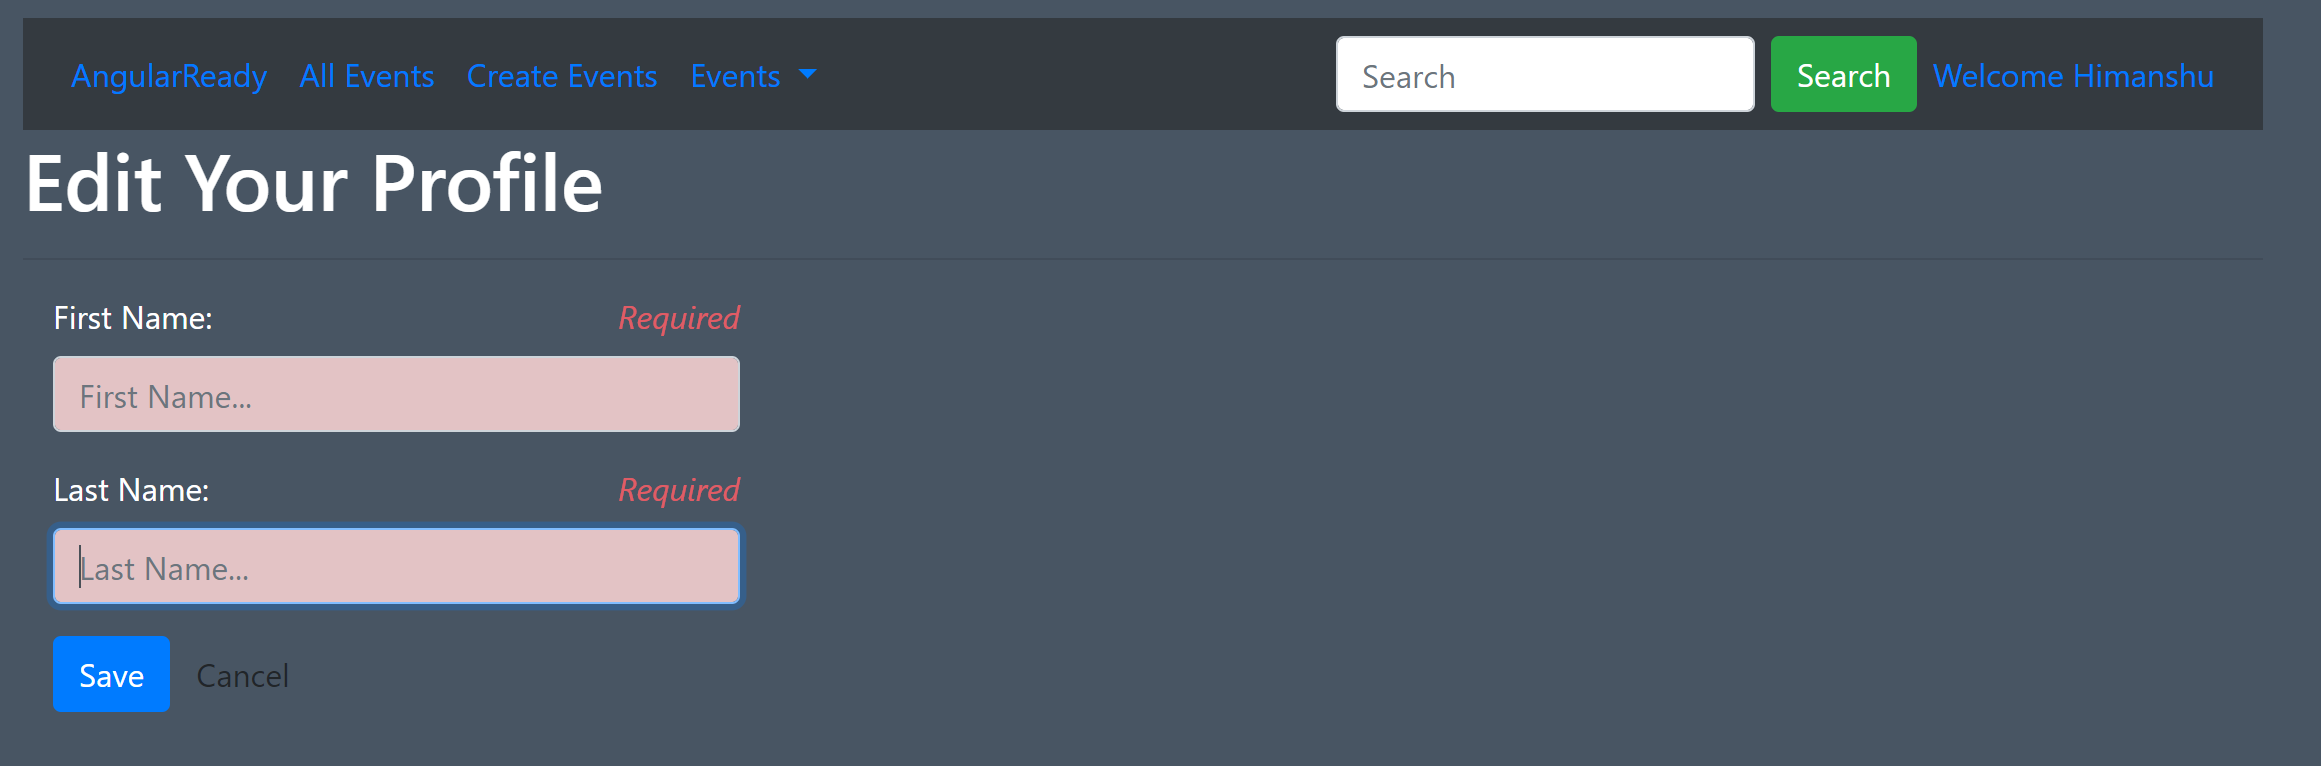 AngularReady All Events Create Events Events Search Search Welcome Himanshu
Edit Your Profile
First Name: Required
First Name...
Last Name: Required
Last Name...
Save Cancel